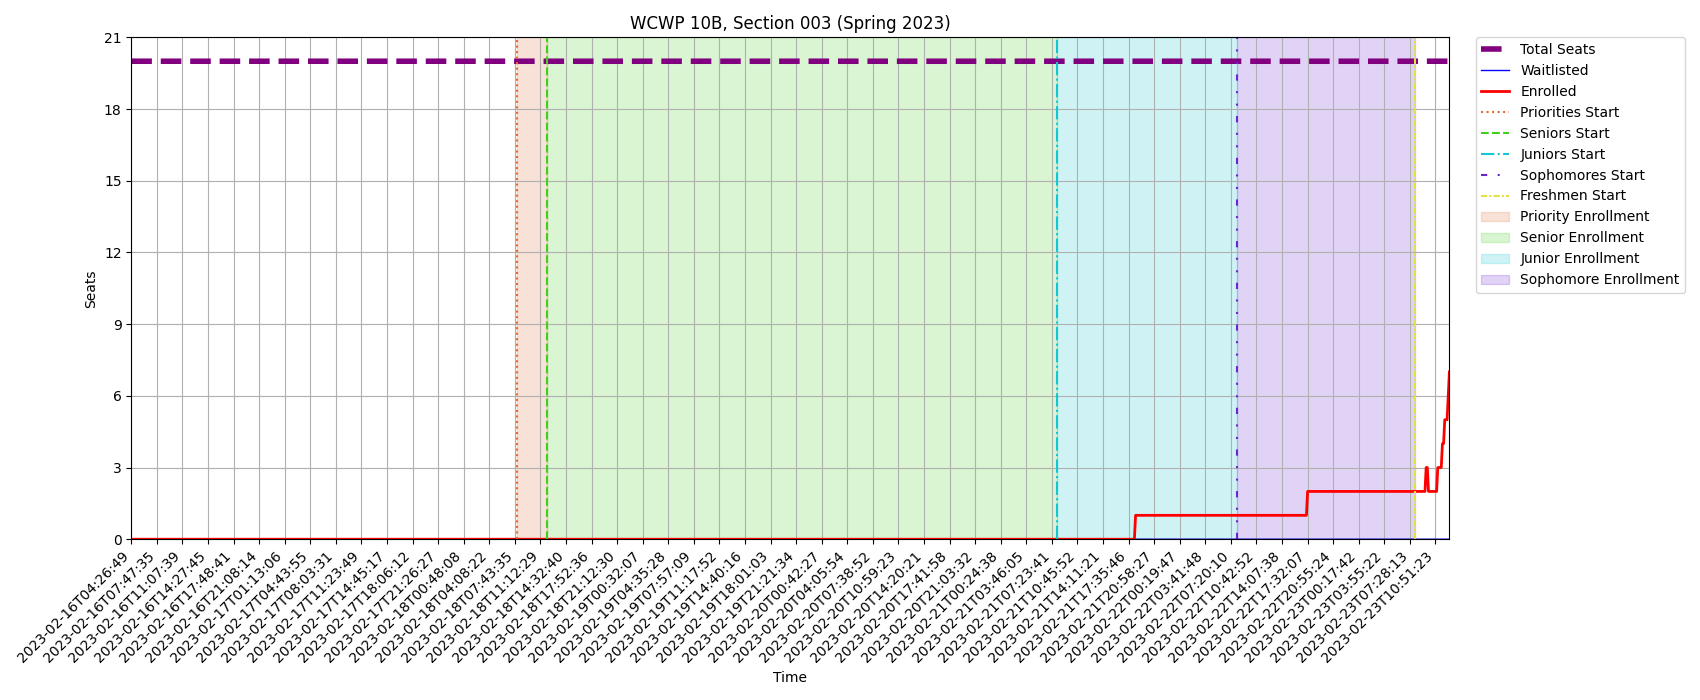 WCWP 10B, Section 003 (Spring 2023)
21
18
15
12
9
6
3
0
Seats
2023-02-16T04:26:49
2023-02-16T07:47:35
2023-02-16T11:07:39
2023-02-16T14:27:45
2023-02-16T17:48:41
2023-02-16T21:08:14
2023-02-17T01:13:06
2023-02-17T04:43:55
2023-02-17T08:03:31
2023-02-17T11:23:49
2023-02-17T14:45:17
2023-02-17T18:06:12
2023-02-17T21:26:27
2023-02-18T00:48:08
2023-02-18T04:08:22
2023-02-18T07:43:35
2023-02-18T11:12:29
2023-02-18T14:32:40
2023-02-18T17:52:36
2023-02-18T21:12:30
2023-02-19T00:32:07
2023-02-19T04:35:28
2023-02-19T07:57:09
2023-02-19T11:17:52
2023-02-19T14:40:16
2023-02-19T18:01:03
2023-02-19T21:21:34
2023-02-20T00:42:27
2023-02-20T04:05:54
2023-02-20T07:38:52
2023-02-20T10:59:23
2023-02-20T14:20:21
2023-02-20T17:41:58
2023-02-20T21:03:32
2023-02-21T00:24:38
2023-02-21T03:46:05
2023-02-21T07:23:41
2023-02-21T10:45:52
2023-02-21T14:11:21
2023-02-21T17:35:46
2023-02-21T20:58:27
2023-02-22T00:19:47
2023-02-22T03:41:48
2023-02-22T07:20:10
2023-02-22T10:42:52
2023-02-22T14:07:38
2023-02-22T17:32:07
2023-02-22T20:55:24
2023-02-23T00:17:42
2023-02-23T03:55:22
2023-02-23T07:28:13
2023-02-23T10:51:23
Time
Total Seats
Waitlisted
Enrolled
Priorities Start
Seniors Start
Juniors Start
Sophomores Start
Freshmen Start
Priority Enrollment
Senior Enrollment
Junior Enrollment
Sophomore Enrollment